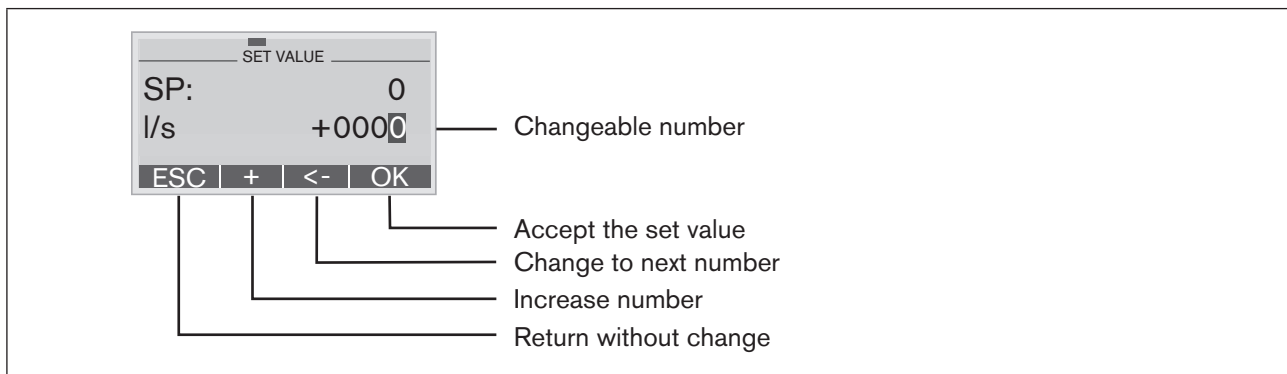 SET VALUE
SP: 0
l/s +0000
Changeable number
ESC + <- OK
Accept the set value
Change to next number
Increase number
Return without change